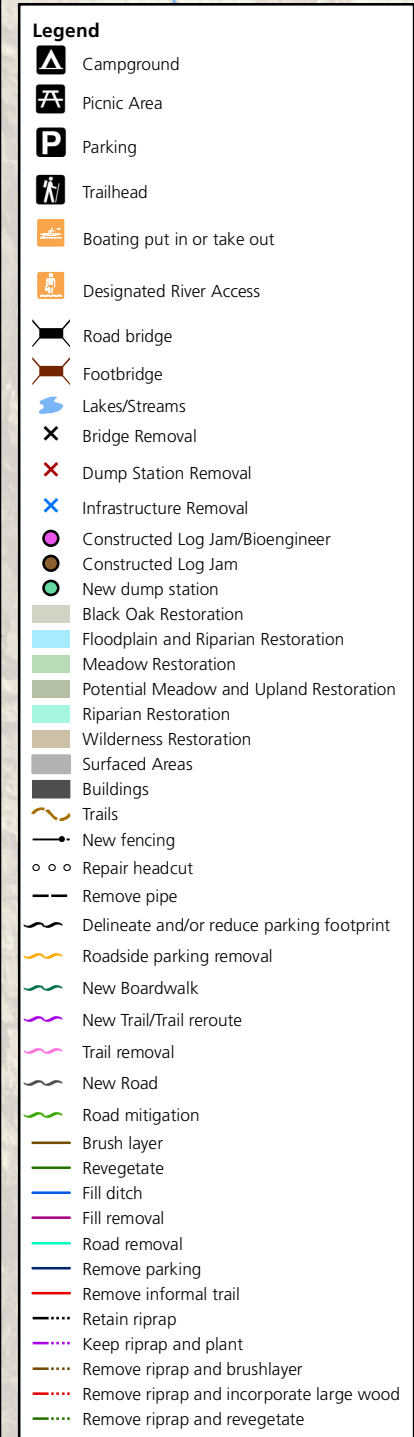 Legend
Campground
Picnic Area
P Parking
Trailhead
Boating put in or take out
Designated River Access
Road bridge
Footbridge
Lakes/Streams
Bridge Removal
Dump Station Removal
Infrastructure Removal
Constructed Log Jam/Bioengineer
Constructed Log Jam
New dump station
Black Oak Restoration
Floodplain and Riparian Restoration
Meadow Restoration
Potential Meadow and Upland Restoration
Riparian Restoration
Wilderness Restoration
Surfaced Areas
Buildings
Trails
New fencing
Repair headcut
Remove pipe
Delineate and/or reduce parking footprint
Roadside parking removal
New Boardwalk
New Trail/Trail reroute
Trail removal
New Road
Road mitigation
Brush layer
Revegetate
Fill ditch
Fill removal
Road removal
Remove parking
Remove informal trail
Retain riprap
Keep riprap and plant
Remove riprap and brushlayer
Remove riprap and incorporate large wood
Remove riprap and revegetate